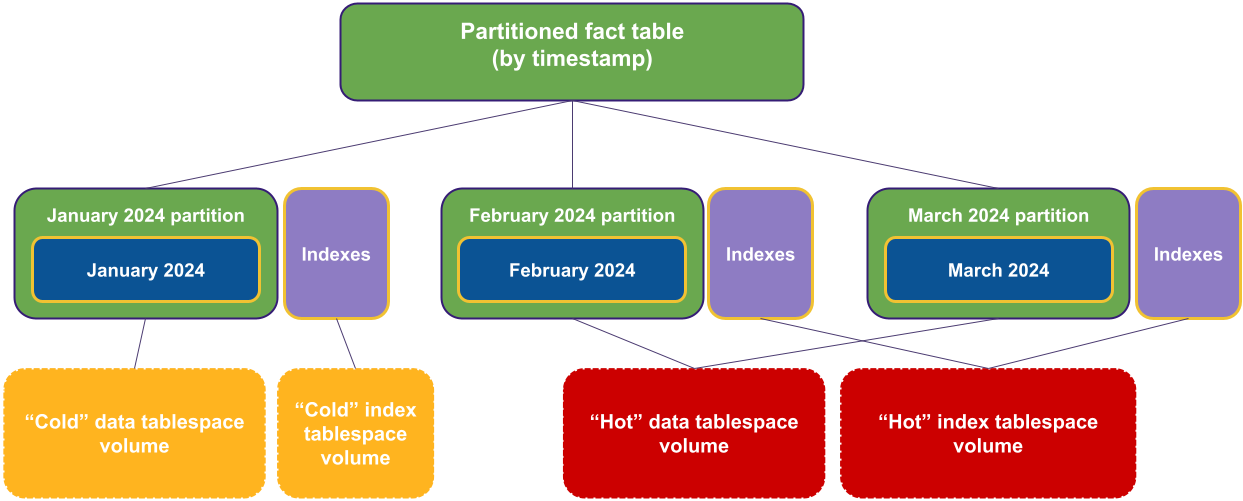 Partitioned fact table
(by timestamp)
January 2024 partition
January 2024
Indexes
February 2024 partition
February 2024
Indexes
March 2024 partition
March 2024
Indexes
“Cold” data tablespace
volume
“Cold” index
tablespace
volume
“Hot” data tablespace
volume
“Hot” index tablespace
volume